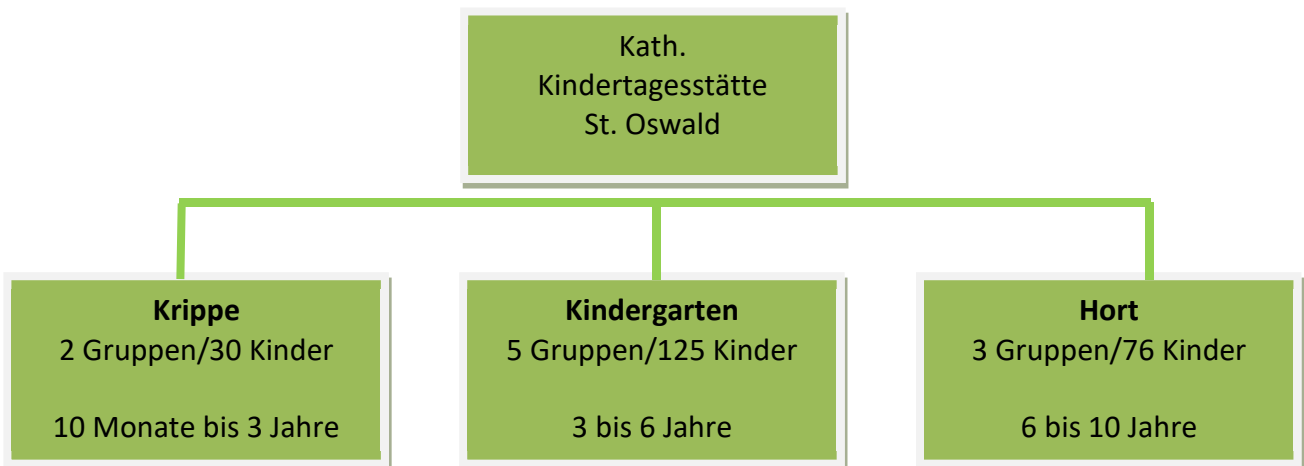 Kath.
Kindertagesstätte
St. Oswald
Krippe
2 Gruppen/30 Kinder
10 Monate bis 3 Jahre
Kindergarten
5 Gruppen/125 Kinder
3 bis 6 Jahre
Hort
3 Gruppen/76 Kinder
6 bis 10 Jahre